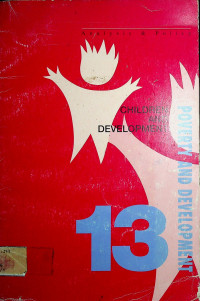 CHILDREN
AND
DEVELOPMENT
POVERTY AND DEVELOPMENT
13